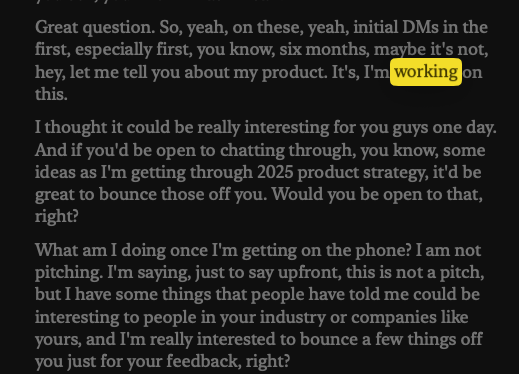 Great question. So, yeah, on these, yeah, initial DMs in the
first, especially first, you know, six months, maybe it's not,
hey, let me tell you about my product. It's, I'm working on
this.
I thought it could be really interesting for you guys one day.
And if you'd be open to chatting through, you know, some
ideas as I'm getting through 2025 product strategy, it'd be
great to bounce those off you. Would you be open to that,
right?
What am I doing once I'm getting on the phone? I am not
pitching. I'm saying, just to say upfront, this is not a pitch,
but I have some things that people have told me could be
interesting to people in your industry or companies like
yours, and I'm really interested to bounce a few things off
you just for your feedback, right?